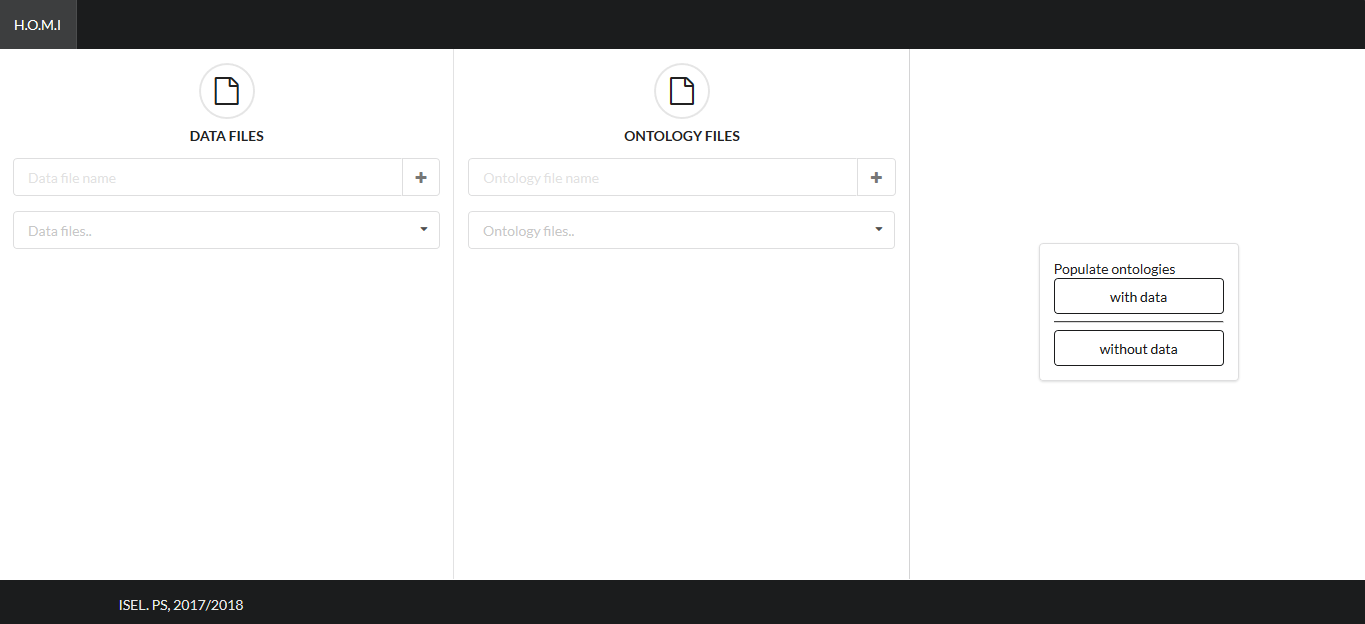 H.O.M.I
DATA FILES
Data file name
Data files..
ONTOLOGY FILES
Ontology file name
Ontology files..
Populate ontologies
with data
without data
ISEL. PS, 2017/2018